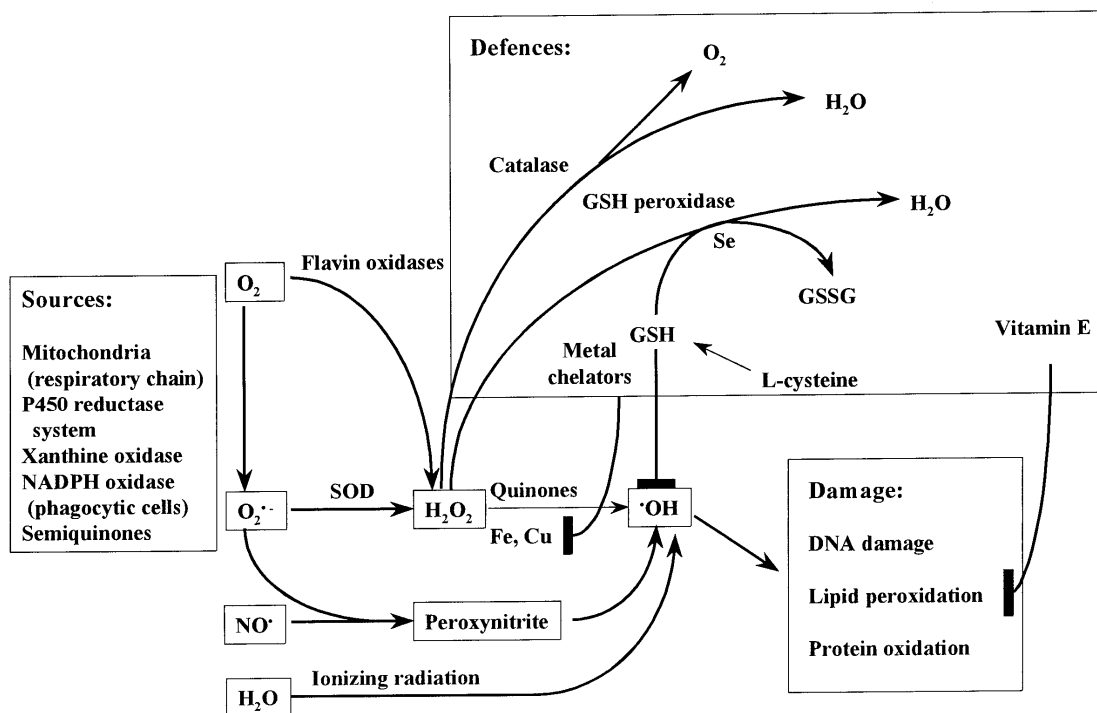 Defences:
O₂
H₂O
Catalase
GSH peroxidase
H₂O
Se
GSSG
Flavin oxidases
O₂
Sources:
Mitochondria
(respiratory chain)
P450 reductase
system
Xanthine oxidase
NADPH oxidase
(phagocytic cells)
Semiquinones
GSH
Metal
chelators
L-cysteine
Vitamin E
O₂•-
SOD
H₂O₂
Quinones
Fe, Cu
•OH
Damage:
DNA damage
Lipid peroxidation
Protein oxidation
NO•
Peroxynitrite
Ionizing radiation
H₂O